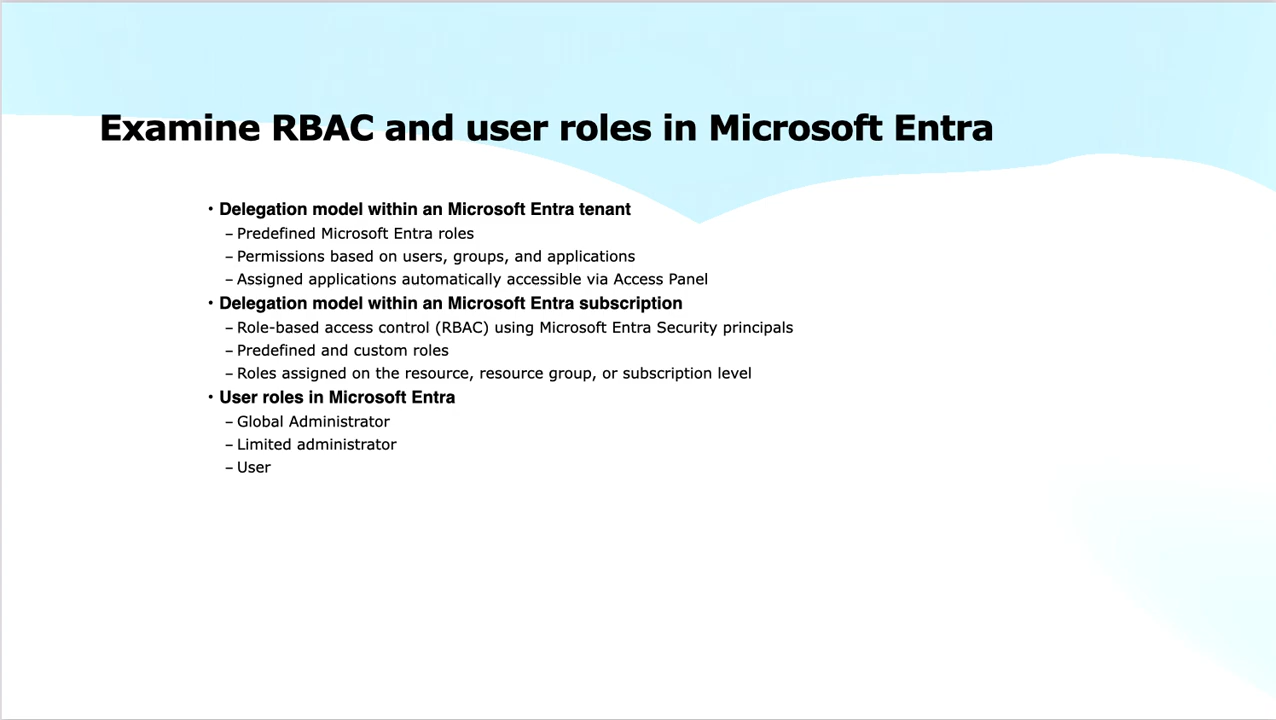 Examine RBAC and user roles in Microsoft Entra
• Delegation model within an Microsoft Entra tenant
– Predefined Microsoft Entra roles
– Permissions based on users, groups, and applications
– Assigned applications automatically accessible via Access Panel
• Delegation model within an Microsoft Entra subscription
– Role-based access control (RBAC) using Microsoft Entra Security principals
– Predefined and custom roles
– Roles assigned on the resource, resource group, or subscription level
• User roles in Microsoft Entra
– Global Administrator
– Limited administrator
– User